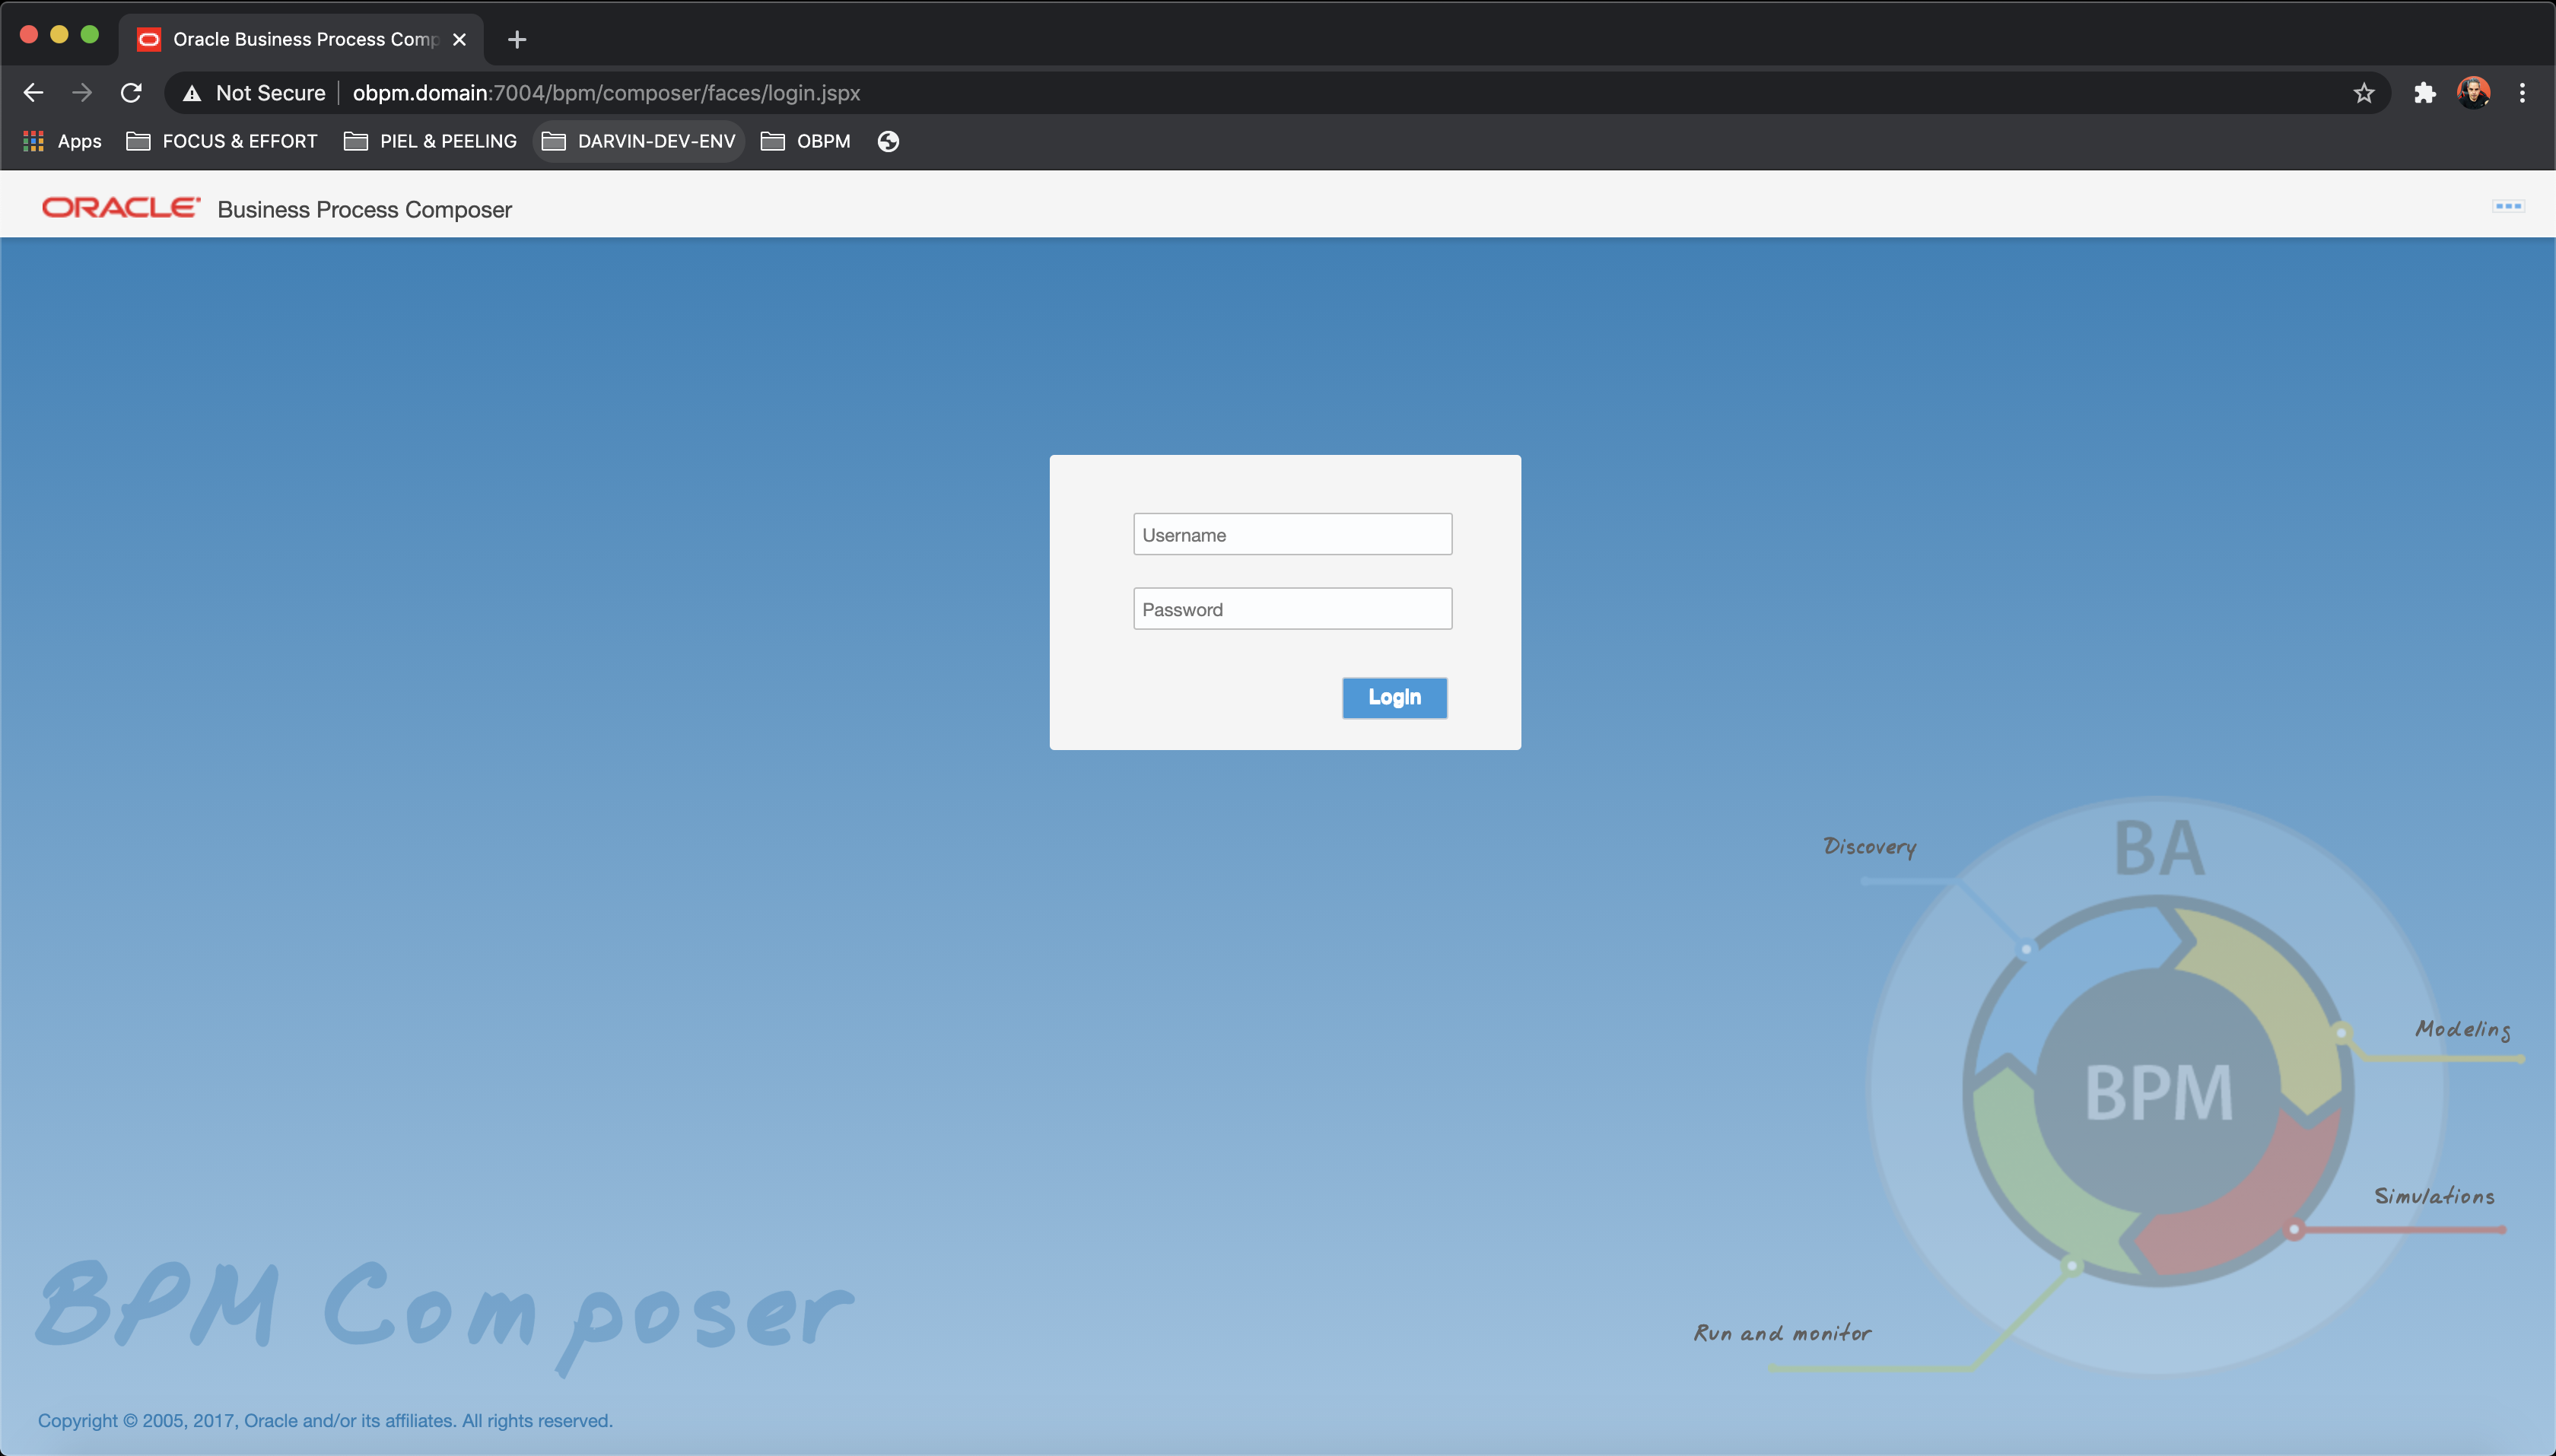 Oracle Business Process Comp
Not Secure obpm.domain:7004/bpm/composer/faces/login.jspx
Apps FOCUS & EFFORT PIEL & PEELING DARVIN-DEV-ENV OBPM
ORACLE Business Process Composer
Username
Password
Login
Discovery
BA
Modeling
BPM
Simulations
Run and monitor
BPM Composer
Copyright © 2005, 2017, Oracle and/or its affiliates. All rights reserved.